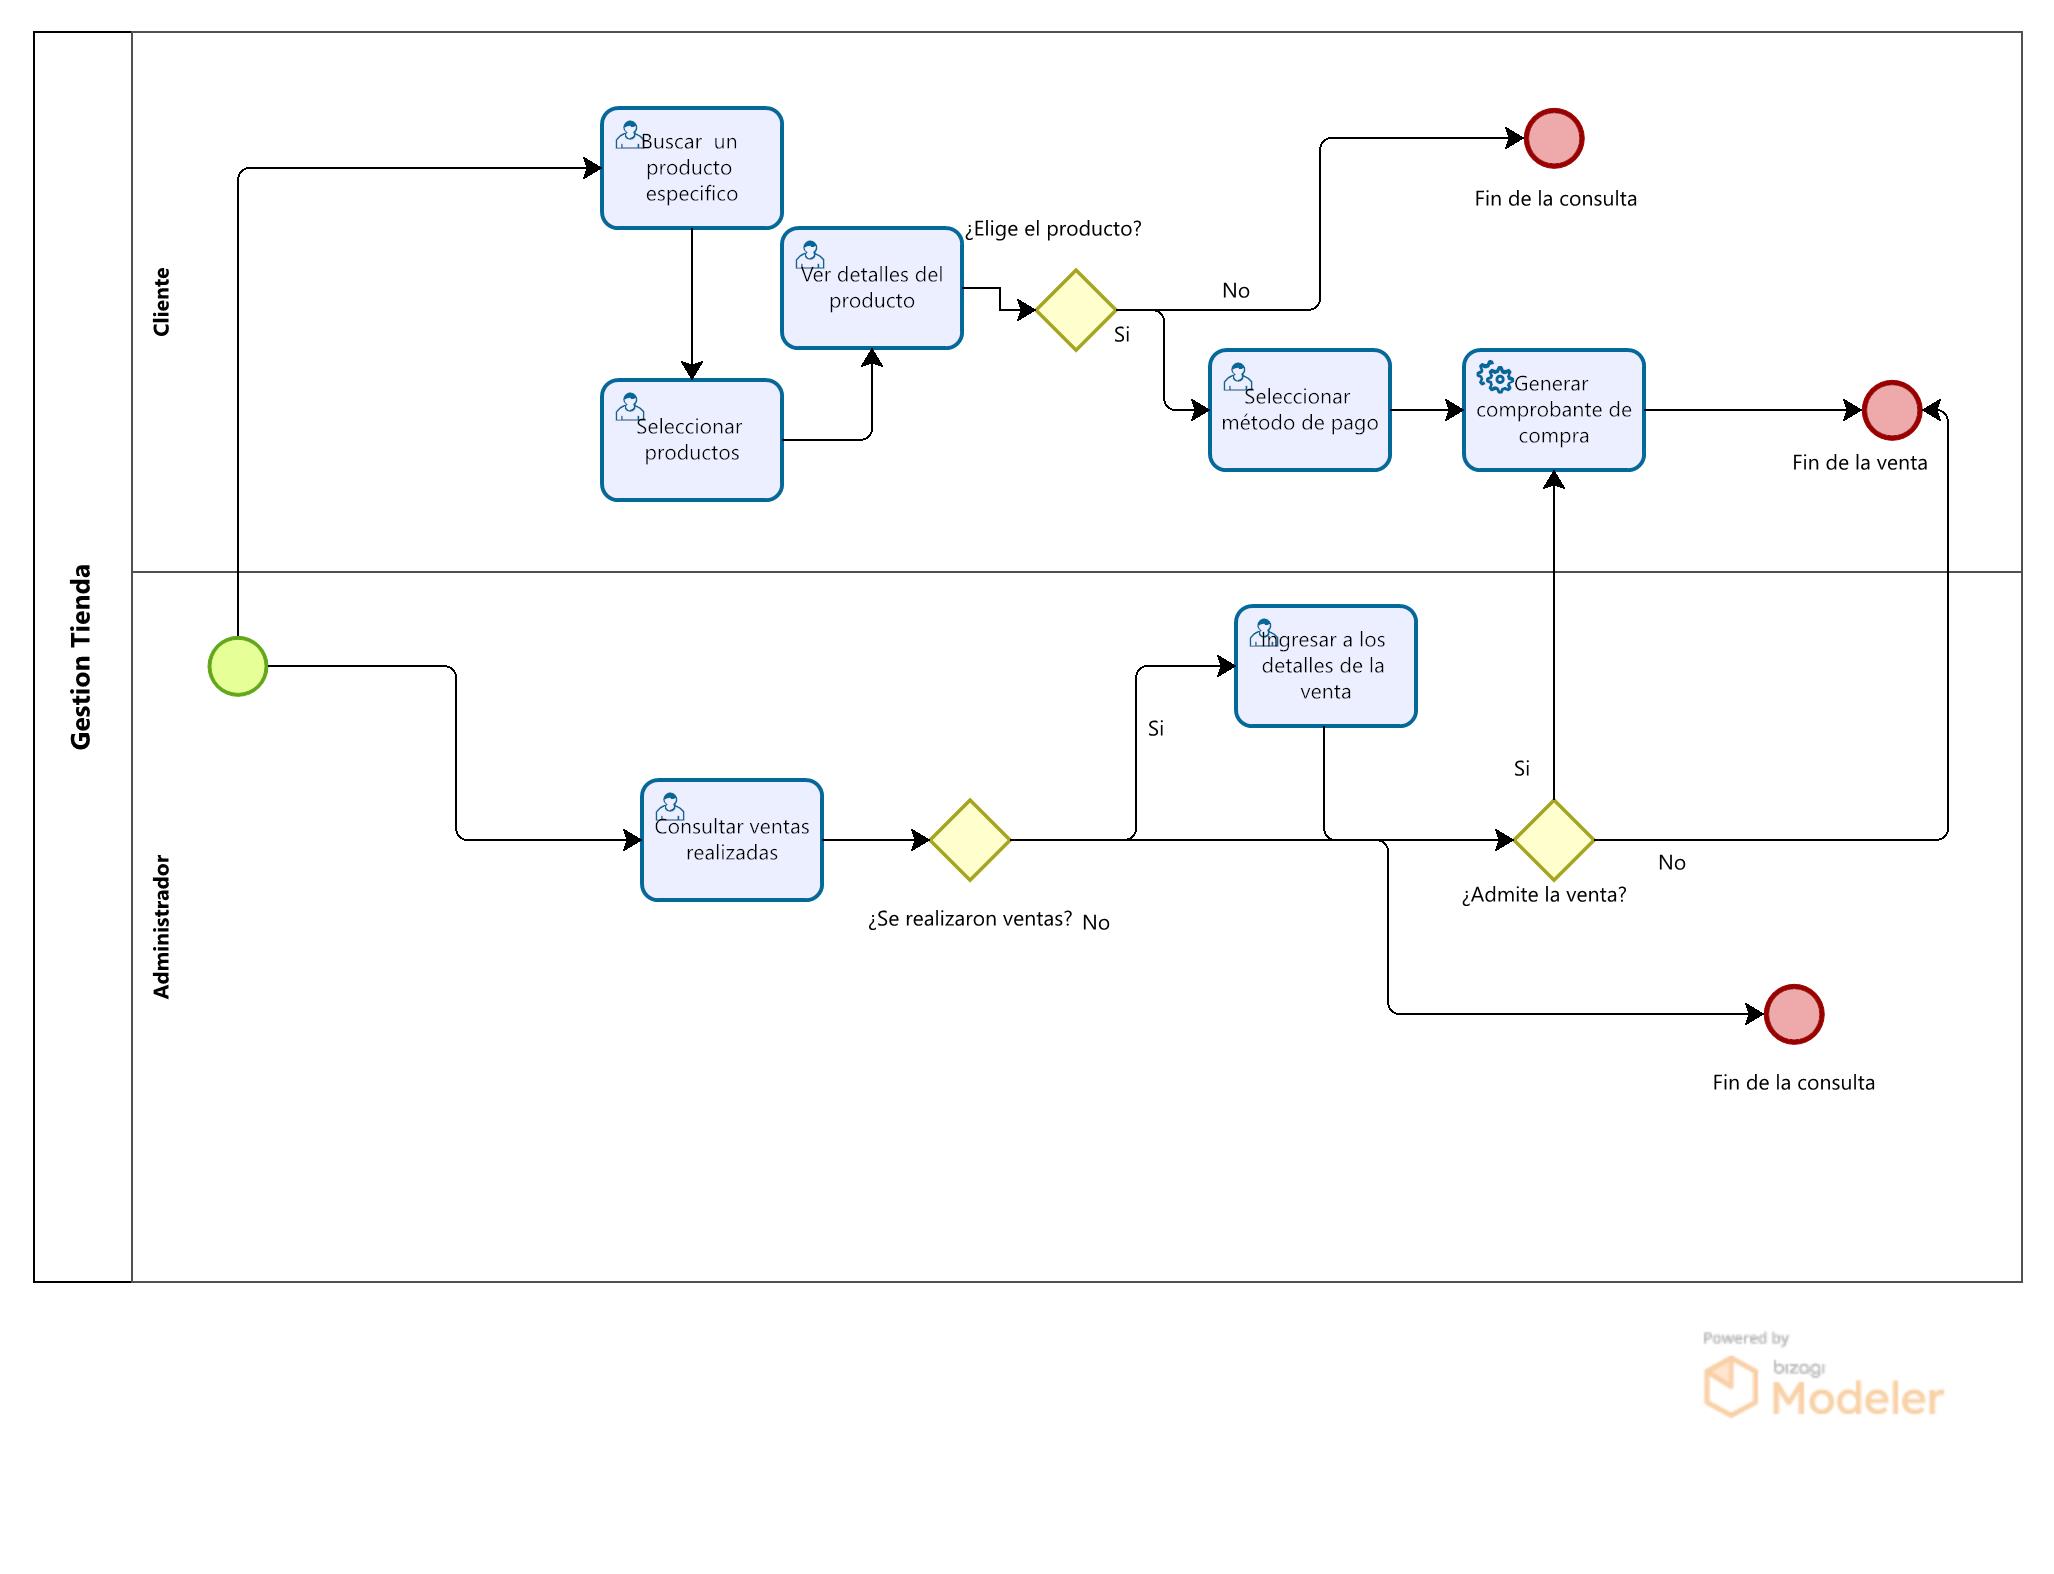 Gestion Tienda
Cliente
Buscar un
producto
especifico
Ver detalles del
producto
¿Elige el producto?
No
Si
Fin de la consulta
Seleccionar
productos
Seleccionar
método de pago
Generar
comprobante de
compra
Fin de la venta
Administrador
Ingresar a los
detalles de la
venta
Si
Consultar ventas
realizadas
¿Se realizaron ventas?
No
Si
¿Admite la venta?
No
Fin de la consulta
Powered by
bizagi
Modeler